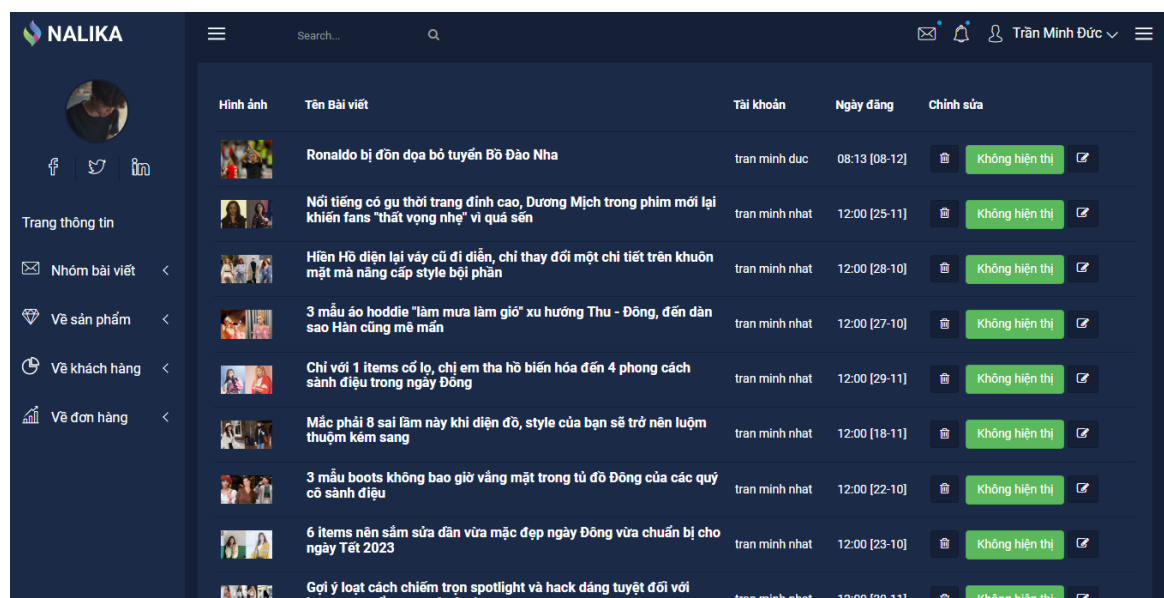 NALIKA
Search...
Trần Minh Đức
Trang thông tin
Nhóm bài viết
Về sản phẩm
Về khách hàng
Về đơn hàng
Hình ảnh Tên Bài viết Tài khoản Ngày đăng Chỉnh sửa
Ronaldo bị đồn dọa bỏ tuyển Bồ Đào Nha tran minh duc 08:13 [08-12] Không hiện thị
Nổi tiếng có gu thời trang đỉnh cao, Dương Mịch trong phim mới lại
khiến fans "thất vọng nhẹ" vì quá sến
tran minh nhat 12:00 [25-11] Không hiện thị
Hiền Hồ diện lại váy cũ đi diễn, chỉ thay đổi một chi tiết trên khuôn
mặt mà nâng cấp style bội phần
tran minh nhat 12:00 [28-10] Không hiện thị
3 mẫu áo hoddie "làm mưa làm gió" xu hướng Thu - Đông, đến dàn
sao Hàn cũng mê mẩn
tran minh nhat 12:00 [27-10] Không hiện thị
Chỉ với 1 items cổ lọ, chị em tha hồ biến hóa đến 4 phong cách
sành điệu trong ngày Đông
tran minh nhat 12:00 [29-11] Không hiện thị
Mắc phải 8 sai lầm này khi diện đồ, style của bạn sẽ trở nên luộm
thuộm kém sang
tran minh nhat 12:00 [18-11] Không hiện thị
3 mẫu boots không bao giờ vắng mặt trong tủ đồ Đông của các quý
cô sành điệu
tran minh nhat 12:00 [22-10] Không hiện thị
6 items nên sắm sửa dần vừa mặc đẹp ngày Đông vừa chuẩn bị cho
ngày Tết 2023
tran minh nhat 12:00 [23-10] Không hiện thị
Gợi ý loạt cách chiếm trọn spotlight và hack dáng tuyệt đối với